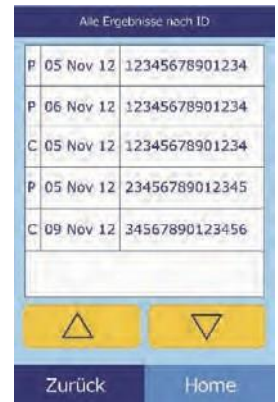 Alle Ergebnisse nach ID
P 05 Nov 12 12345678901234
P 06 Nov 12 12345678901234
C 05 Nov 12 12345678901234
P 05 Nov 12 23456789012345
C 09 Nov 12 34567890123456
Zurück Home